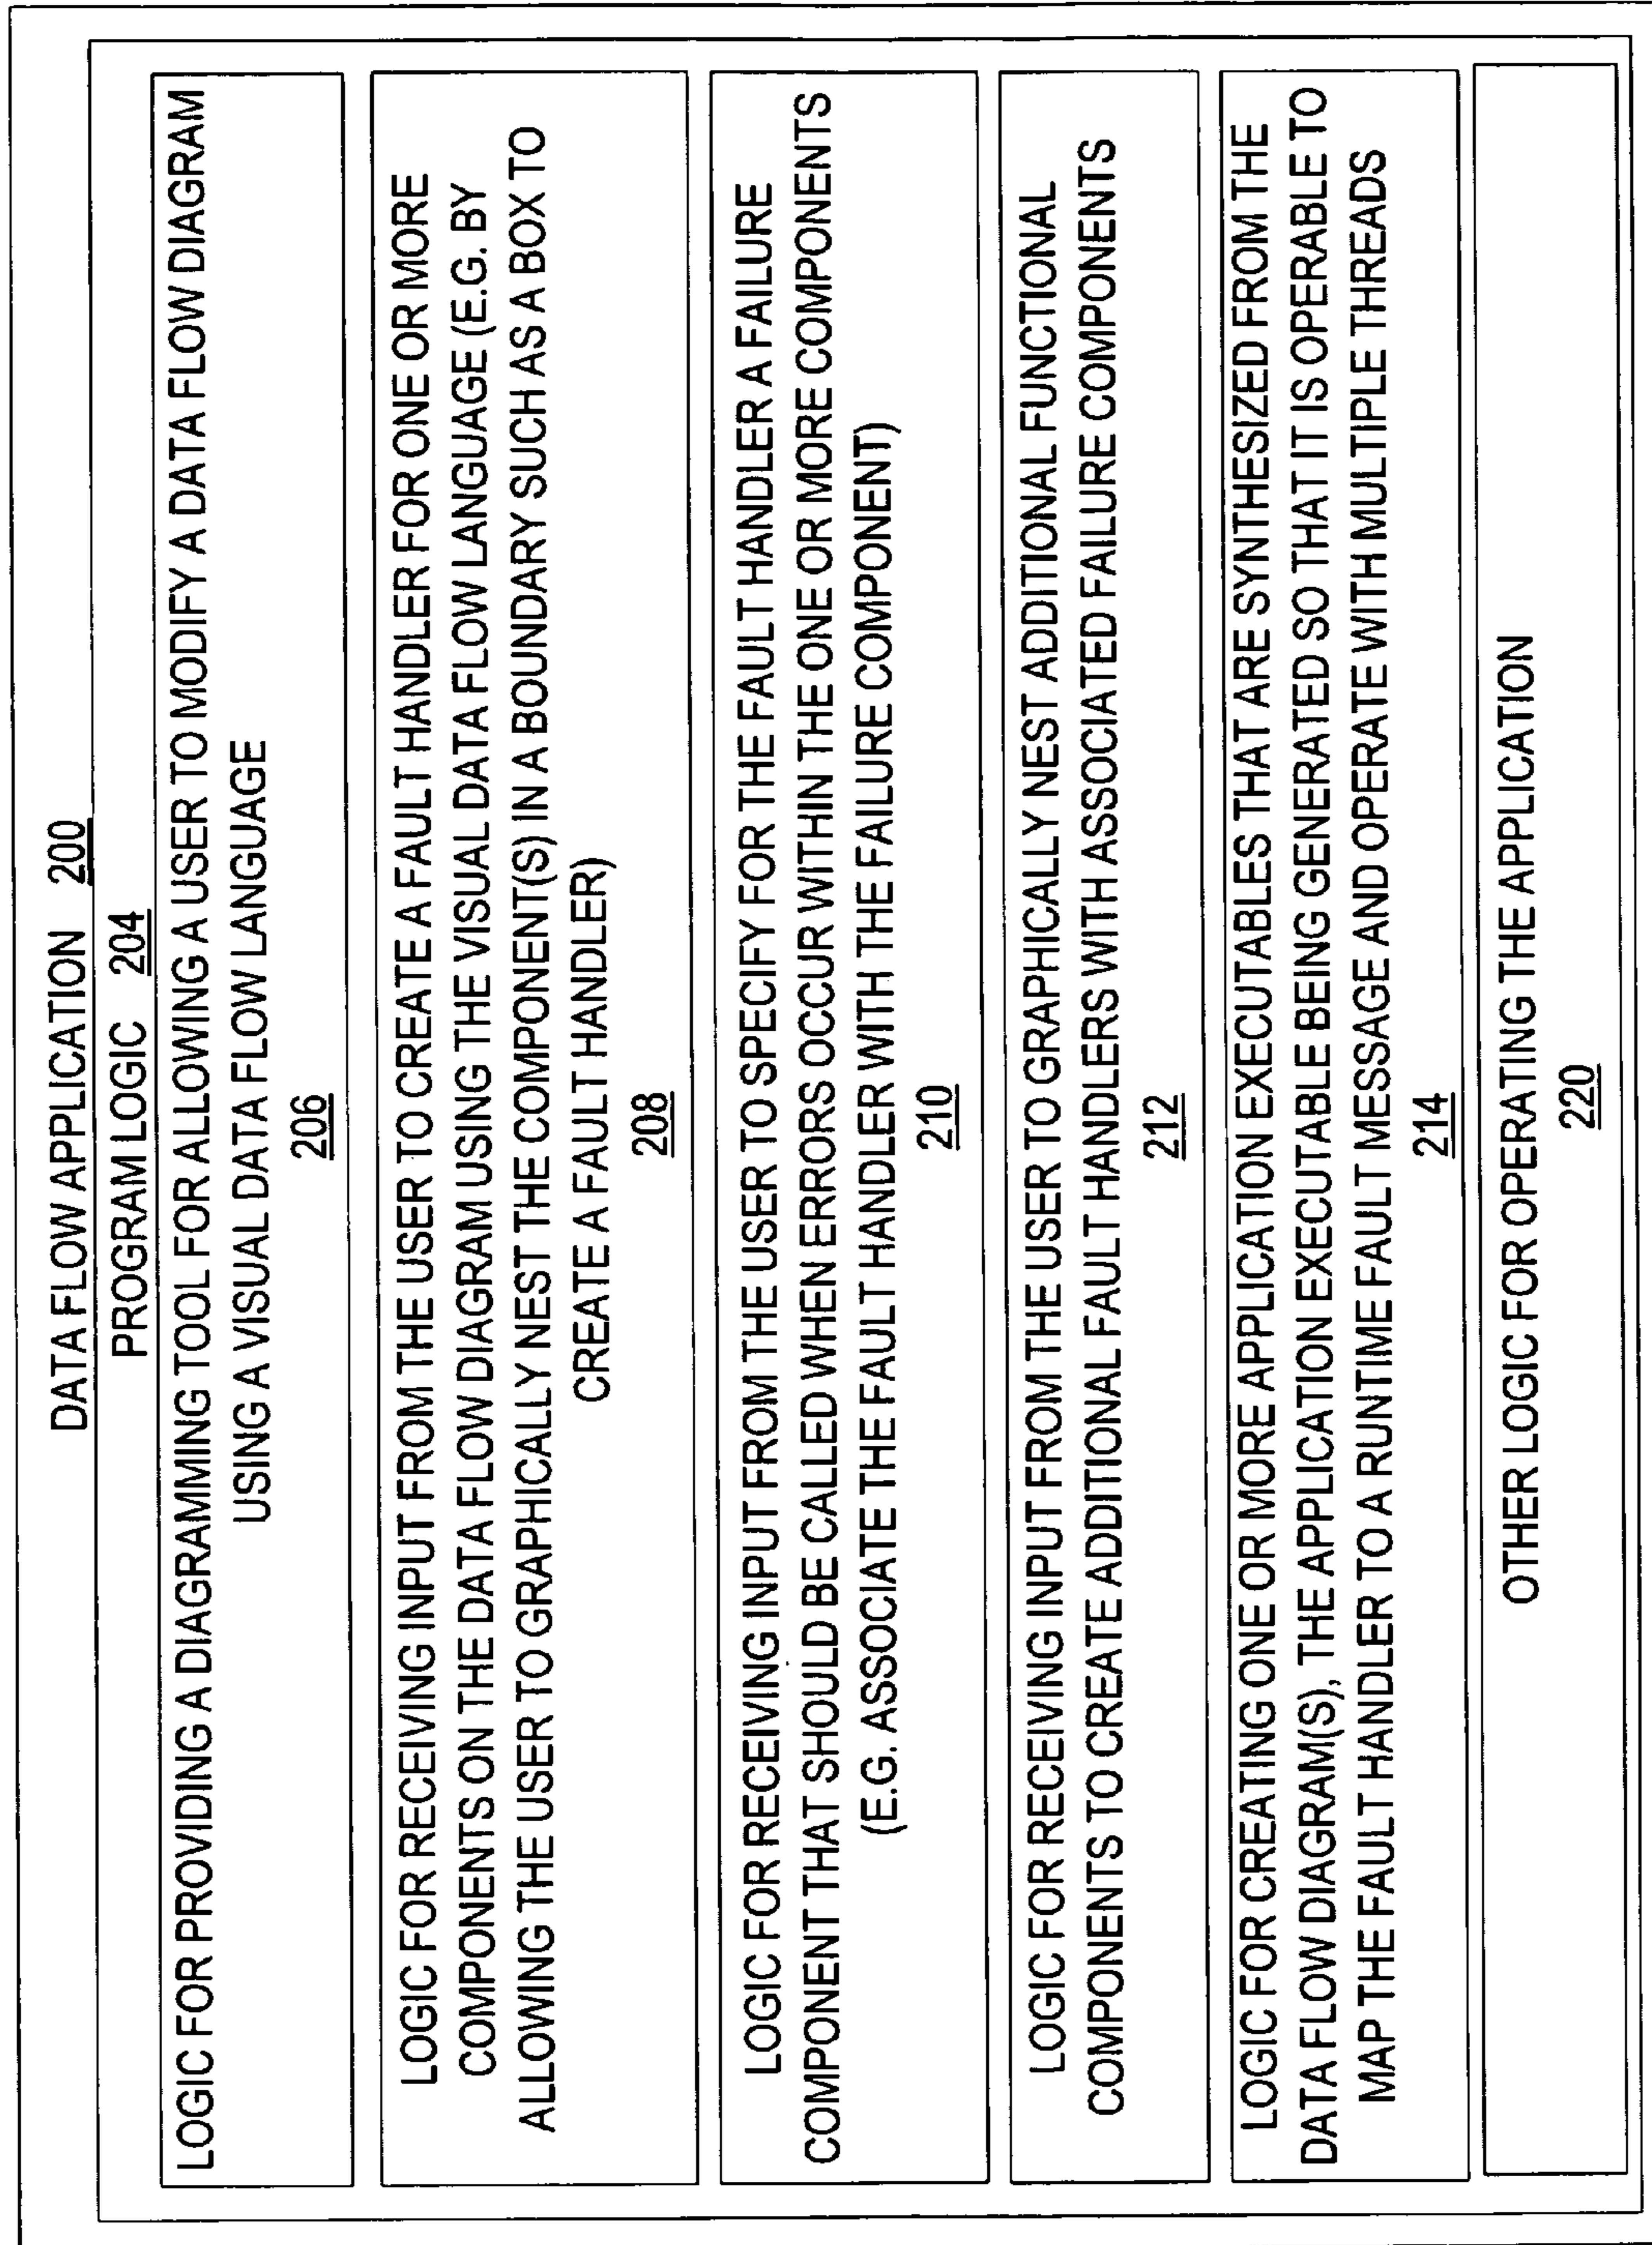 DATA FLOW APPLICATION 200
PROGRAM LOGIC 204
LOGIC FOR PROVIDING A DIAGRAMMING TOOL FOR ALLOWING A USER TO MODIFY A DATA FLOW DIAGRAM
USING A VISUAL DATA FLOW LANGUAGE
206
LOGIC FOR RECEIVING INPUT FROM THE USER TO CREATE A FAULT HANDLER FOR ONE OR MORE
COMPONENTS ON THE DATA FLOW DIAGRAM USING THE VISUAL DATA FLOW LANGUAGE (E.G. BY
ALLOWING THE USER TO GRAPHICALLY NEST THE COMPONENT(S) IN A BOUNDARY SUCH AS A BOX TO
CREATE A FAULT HANDLER)
208
LOGIC FOR RECEIVING INPUT FROM THE USER TO SPECIFY FOR THE FAULT HANDLER A FAILURE
COMPONENT THAT SHOULD BE CALLED WHEN ERRORS OCCUR WITHIN THE ONE OR MORE COMPONENTS
(E.G. ASSOCIATE THE FAULT HANDLER WITH THE FAILURE COMPONENT)
210
LOGIC FOR RECEIVING INPUT FROM THE USER TO GRAPHICALLY NEST ADDITIONAL FUNCTIONAL
COMPONENTS TO CREATE ADDITIONAL FAULT HANDLERS WITH ASSOCIATED FAILURE COMPONENTS
212
LOGIC FOR CREATING ONE OR MORE APPLICATION EXECUTABLES THAT ARE SYNTHESIZED FROM THE
DATA FLOW DIAGRAM(S), THE APPLICATION EXECUTABLE BEING GENERATED SO THAT IT IS OPERABLE TO
MAP THE FAULT HANDLER TO A RUNTIME FAULT MESSAGE AND OPERATE WITH MULTIPLE THREADS
214
OTHER LOGIC FOR OPERATING THE APPLICATION
220